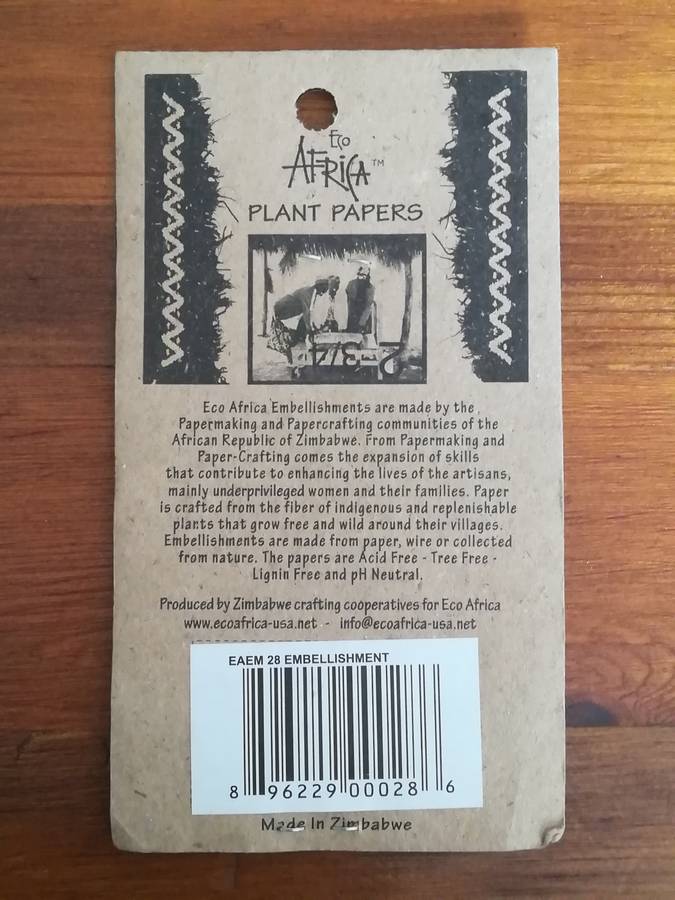 Eco
AFRICA™
PLANT PAPERS
2-3/4
Eco Africa Embellishments are made by the
Papermaking and Papercrafting communities of the
African Republic of Zimbabwe. From Papermaking and
Paper-Crafting comes the expansion of skills
that contribute to enhancing the lives of the artisans,
mainly underprivileged women and their families. Paper
is crafted from the fiber of indigenous and replenishable
plants that grow free and wild around their villages.
Embellishments are made from paper, wire or collected
from nature. The papers are Acid Free - Tree Free -
Lignin Free and pH Neutral.
Produced by Zimbabwe crafting cooperatives for Eco Africa
www.ecoafrica-usa.net - info@ecoafrica-usa.net
EAEM 28 EMBELLISHMENT
8 96229 00028 6
Made In Zimbabwe